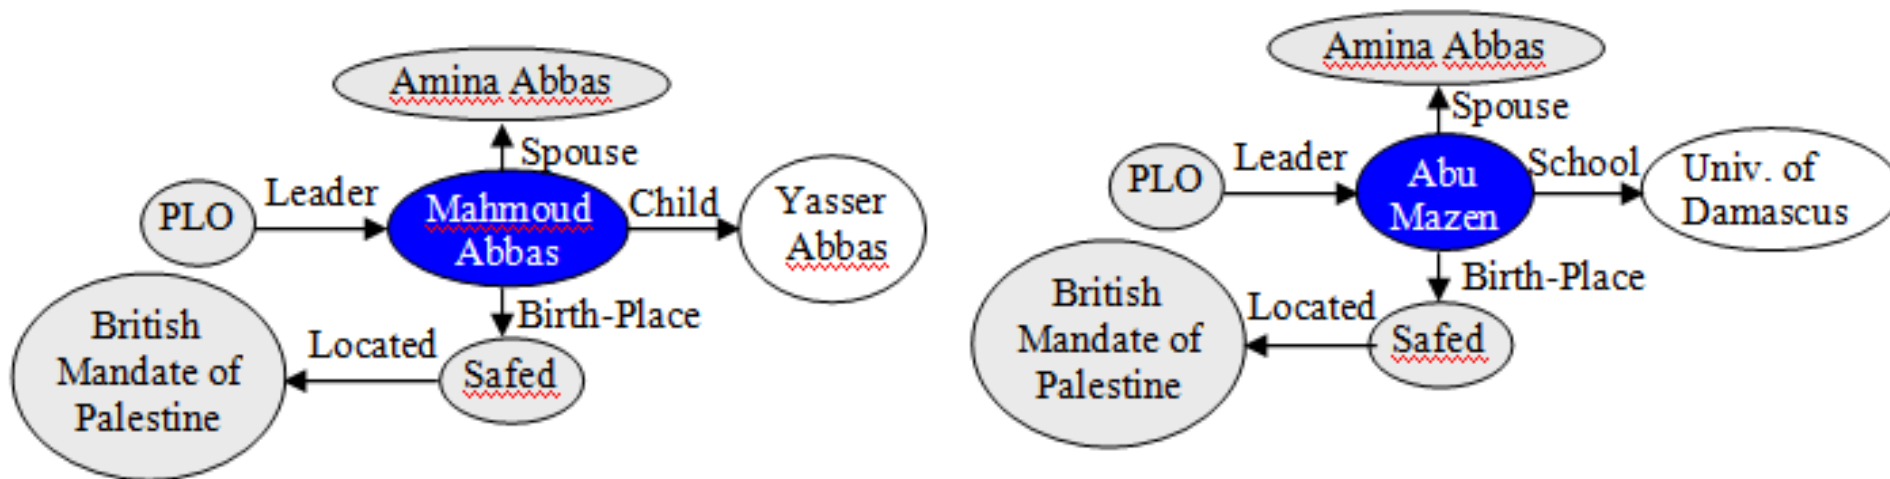 Amina Abbas
Spouse
PLO
Leader
Mahmoud
Abbas
Child
Yasser
Abbas
Birth-Place
British
Mandate of
Palestine
Located
Safed
Amina Abbas
Spouse
PLO
Leader
Abu
Mazen
School
Univ. of
Damascus
Birth-Place
British
Mandate of
Palestine
Located
Safed